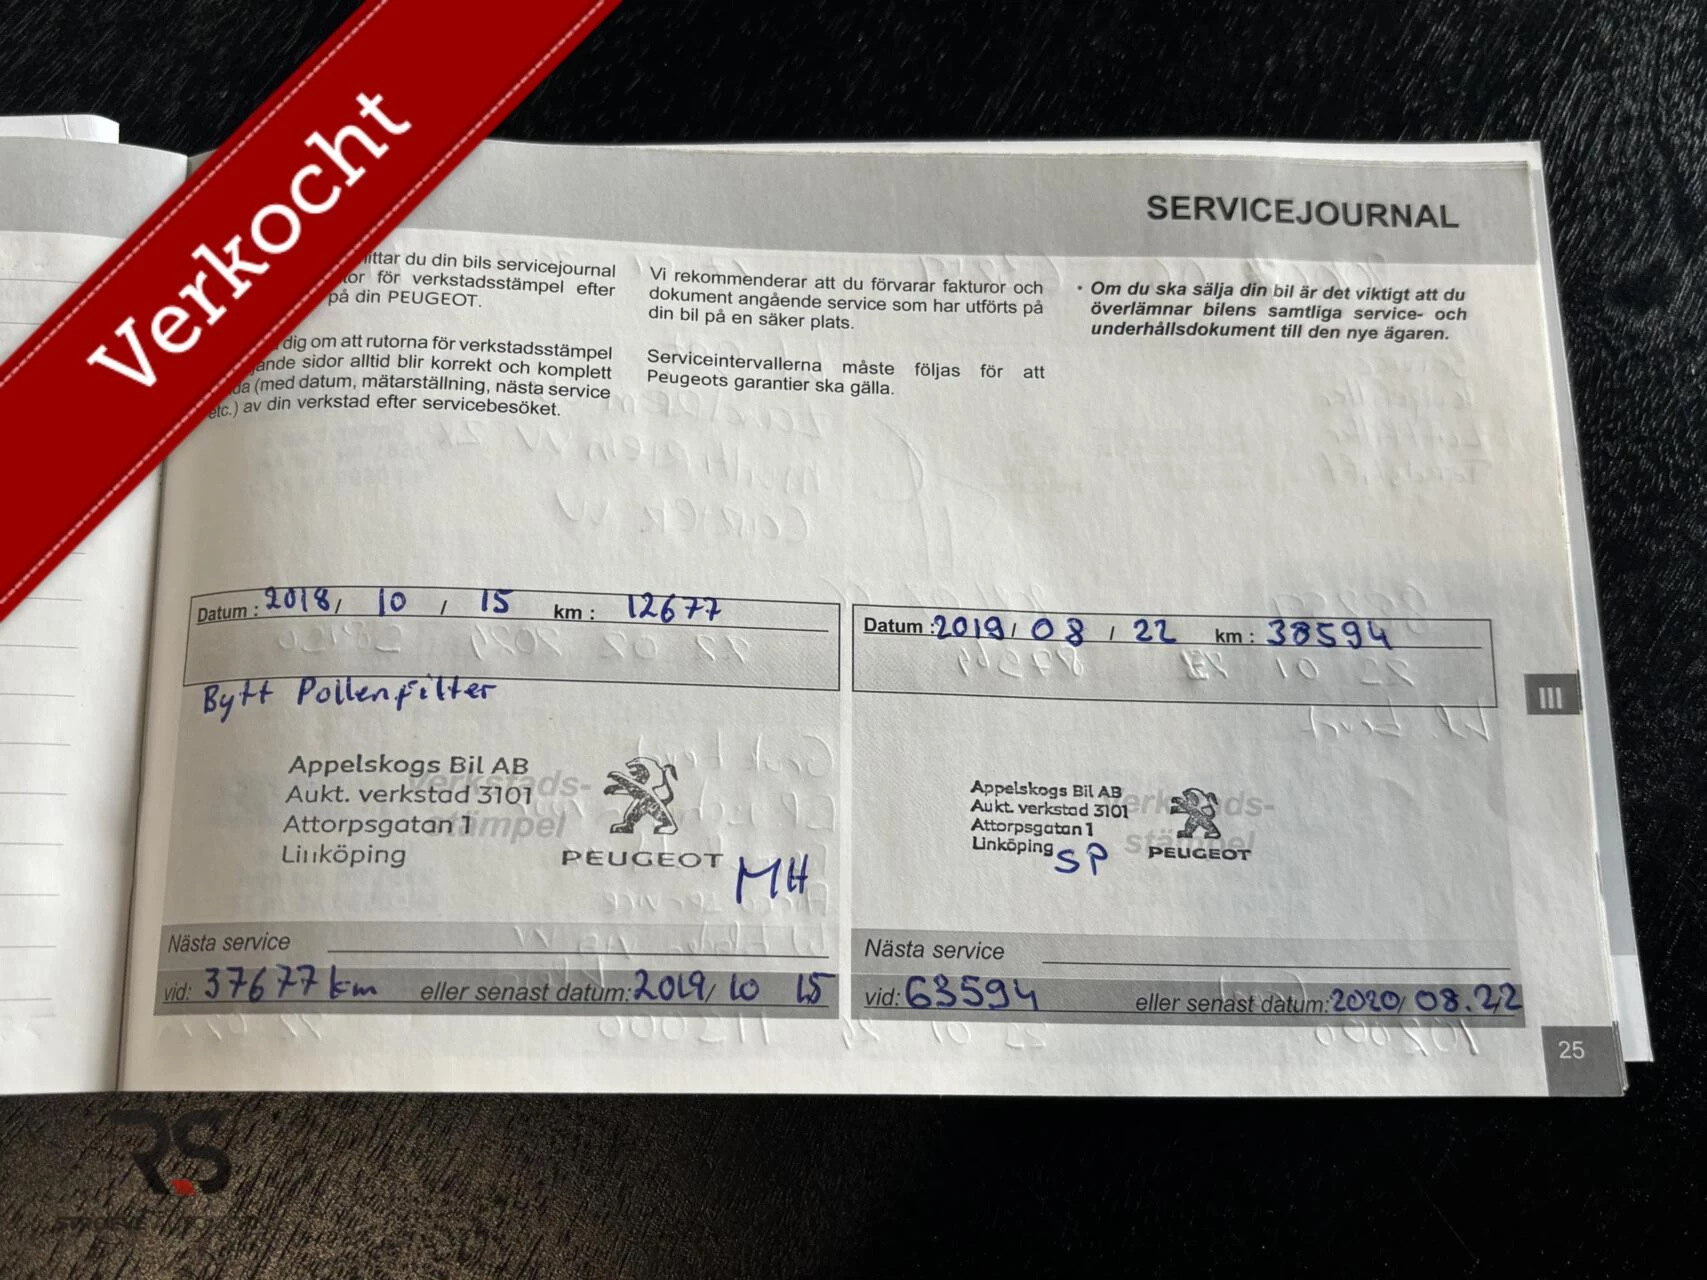 Verkocht
SERVICEJOURNAL
ittar du din bils servicejournal
tor för verkstadsstämpel efter
på din PEUGEOT.
dig om att rutorna för verkstadsstämpel
ande sidor alltid blir korrekt och komplett
da (med datum, mätarställning, nästa service
etc.) av din verkstad efter servicebesöket.
Vi rekommenderar att du förvarar fakturor och
dokument angående service som har utförts på
din bil på en säker plats.
Serviceintervallerna måste följas för att
Peugeots garantier ska gälla.
• Om du ska sälja din bil är det viktigt att du
överlämnar bilens samtliga service- och
underhållsdokument till den nye ägaren.
Datum : 2018/ 10 / 15 km : 12677
Bytt Pollenfilter
Verkstads-
stämpel
Appelskogs Bil AB
Aukt. verkstad 3101
Attorpsgatan 1
Linköping
PEUGEOT MH
Nästa service
vid: 37677 km eller senast datum: 2019/ 10 15
Datum : 2019/ 08 / 22 km : 38594
Verkstads-
stämpel
Appelskogs Bil AB
Aukt. verkstad 3101
Attorpsgatan 1
Linköping SP
PEUGEOT
Nästa service
vid: 63594 eller senast datum: 2020/ 08.22
III
25
RS